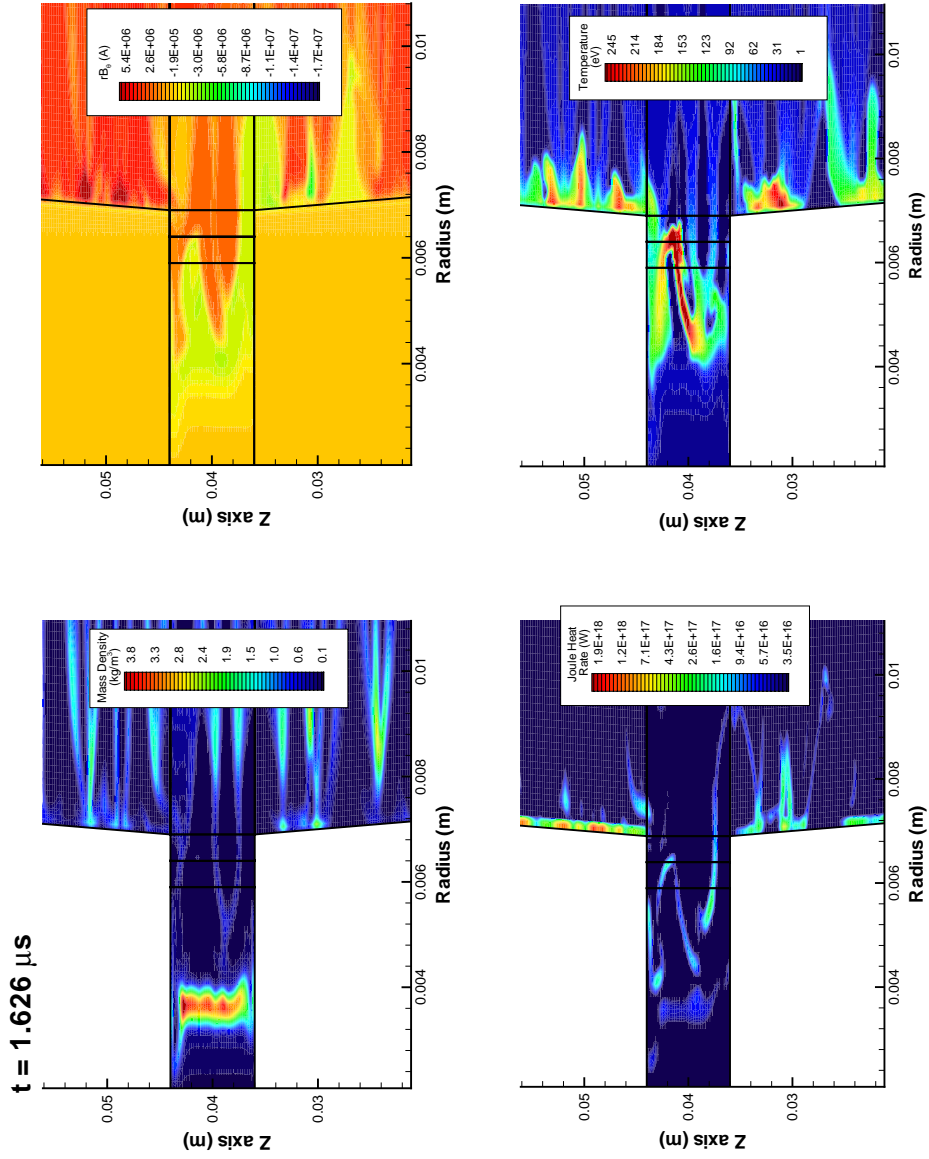 t = 1.626 μs
Mass Density
(kg/m³)
3.8
3.3
2.8
2.4
1.9
1.5
1.0
0.6
0.1
0.05
0.04
0.03
Z axis (m)
0.004
0.006
0.008
0.01
Radius (m)
rBθ (A)
5.4E+06
2.6E+06
-1.9E+05
-3.0E+06
-5.8E+06
-8.7E+06
-1.1E+07
-1.4E+07
-1.7E+07
0.05
0.04
0.03
Z axis (m)
0.004
0.006
0.008
0.01
Radius (m)
Joule Heat
Rate (W)
1.9E+18
1.2E+18
7.1E+17
4.3E+17
2.6E+17
1.6E+17
9.4E+16
5.7E+16
3.5E+16
0.05
0.04
0.03
Z axis (m)
0.004
0.006
0.008
0.01
Radius (m)
Temperature
(eV)
245
214
184
153
123
92
62
31
1
0.05
0.04
0.03
Z axis (m)
0.004
0.006
0.008
0.01
Radius (m)